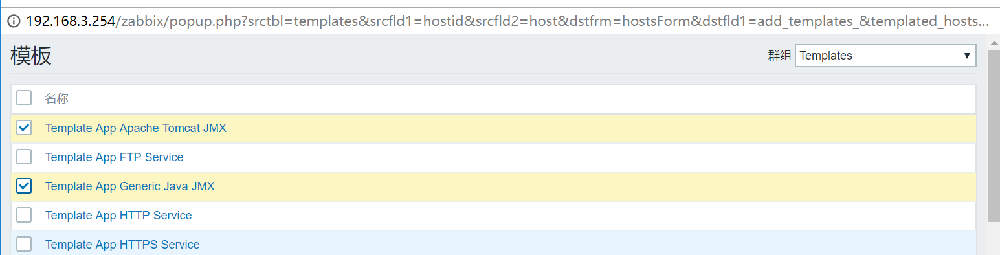 192.168.3.254/zabbix/popup.php?srctbl=templates&srcfld1=hostid&srcfld2=host&dstfrm=hostsForm&dstfld1=add_templates_&templated_hosts...
模板
群组 Templates
名称
Template App Apache Tomcat JMX
Template App FTP Service
Template App Generic Java JMX
Template App HTTP Service
Template App HTTPS Service